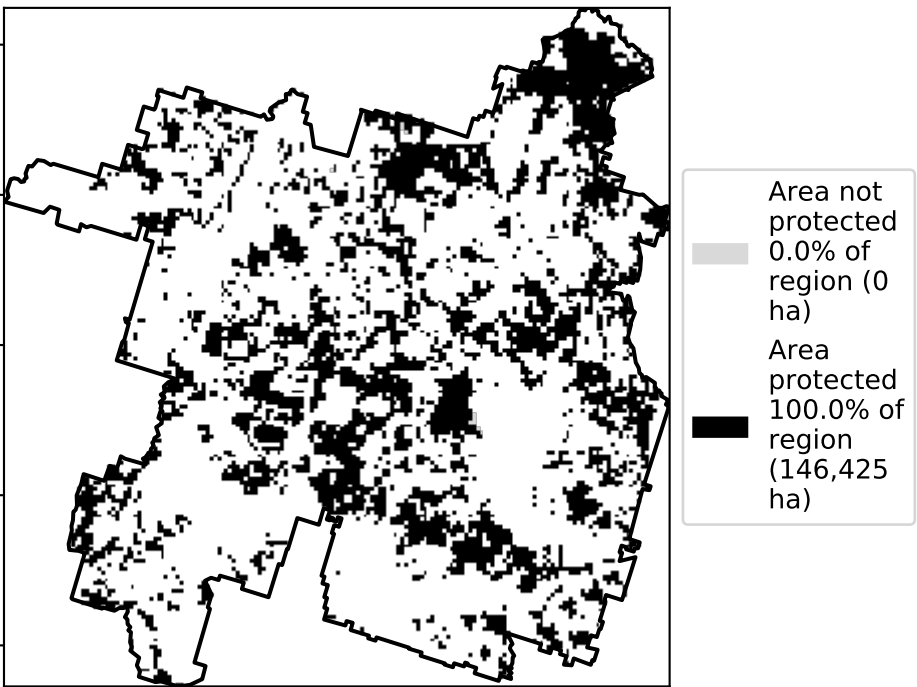 Area not
protected
0.0% of
region (0
ha)
Area
protected
100.0% of
region
(146,425
ha)